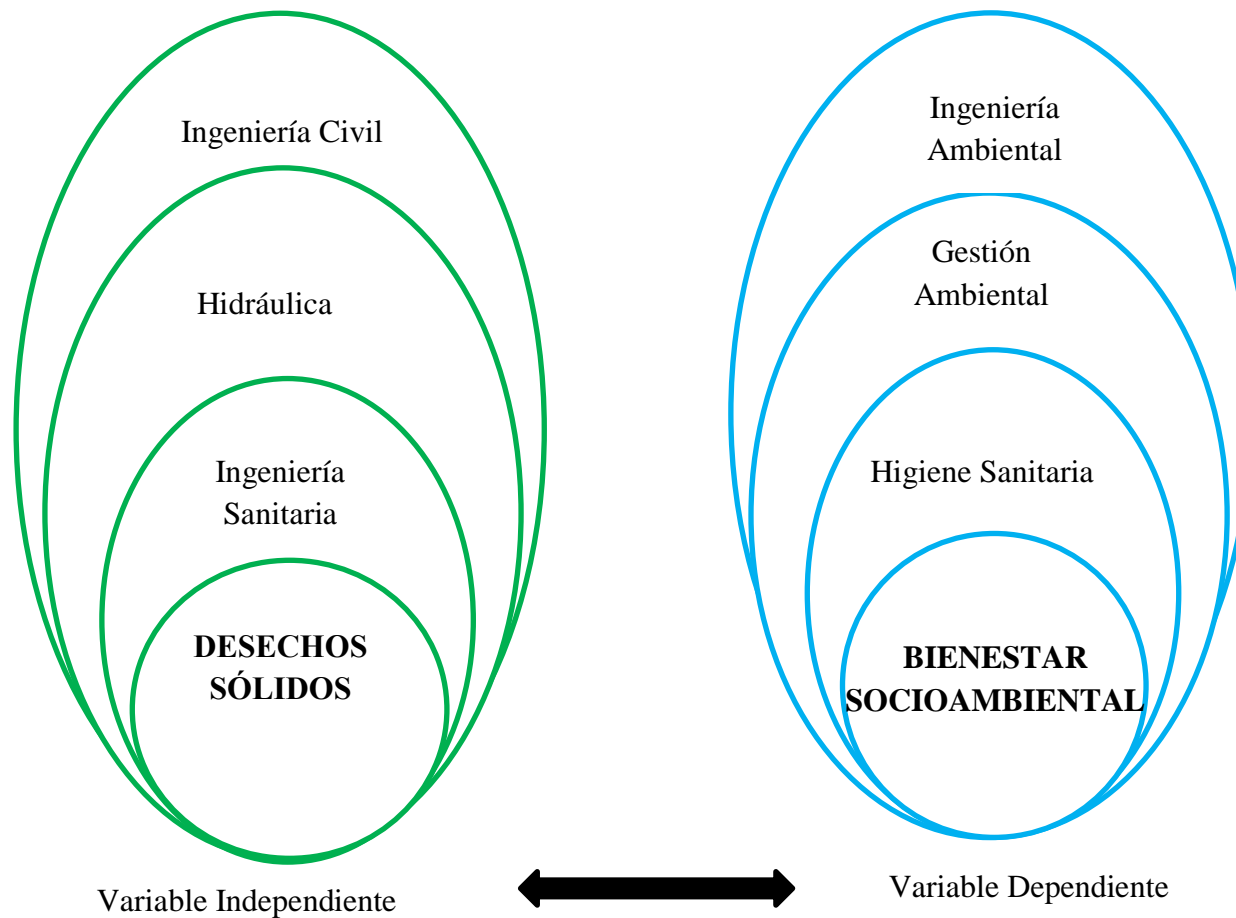 Ingeniería Civil
Hidráulica
Ingeniería
Sanitaria
DESECHOS
SÓLIDOS
Variable Independiente
Ingeniería
Ambiental
Gestión
Ambiental
Higiene Sanitaria
BIENESTAR
SOCIOAMBIENTAL
Variable Dependiente